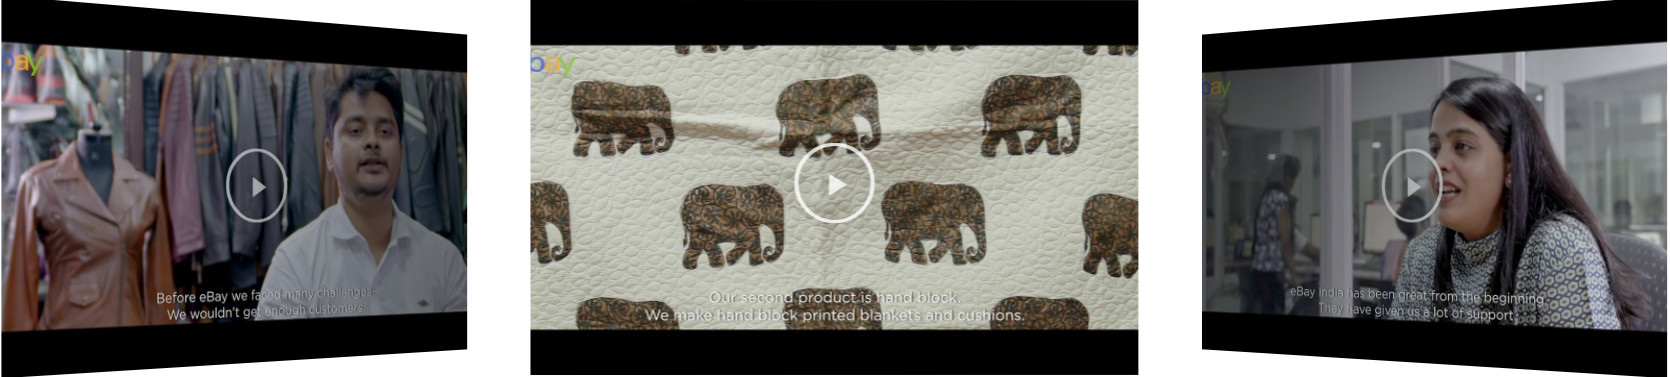 bay
Before eBay we faced many challenges
We wouldn't get enough customers.
bay
Our second product is hand block.
We make hand block printed blankets and cushions.
bay
eBay India has been great from the beginning.
They have given us a lot of support.